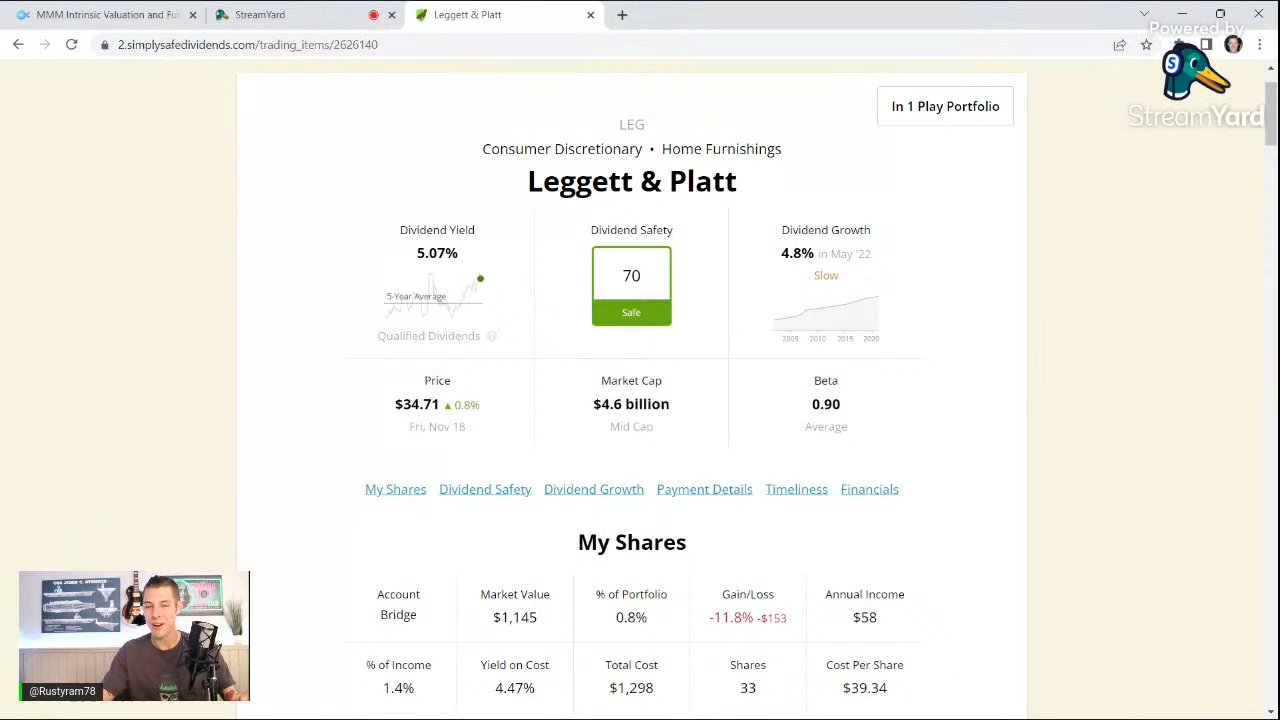 MMM Intrinsic Valuation and Fun
StreamYard
Leggett & Platt
2.simplysafedividends.com/trading_items/2626140
Powered by
StreamYard
In 1 Play Portfolio
LEG
Consumer Discretionary • Home Furnishings
Leggett & Platt
Dividend Yield
5.07%
5-Year Average
Qualified Dividends
Dividend Safety
70
Safe
Dividend Growth
4.8% in May '22
Slow
2005 2010 2015 2020
Price
$34.71 ▲ 0.8%
Fri, Nov 18
Market Cap
$4.6 billion
Mid Cap
Beta
0.90
Average
My Shares Dividend Safety Dividend Growth Payment Details Timeliness Financials
My Shares
Account Market Value % of Portfolio Gain/Loss Annual Income
Bridge $1,145 0.8% -11.8% -$153 $58
% of Income Yield on Cost Total Cost Shares Cost Per Share
1.4% 4.47% $1,298 33 $39.34
@Rustyram78